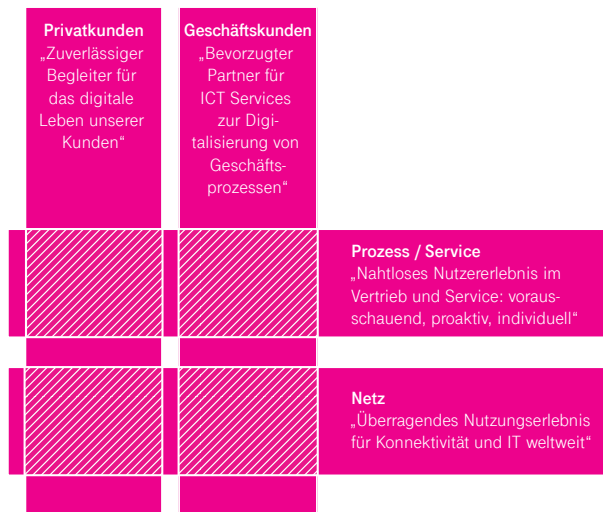 Privatkunden
„Zuverlässiger
Begleiter für
das digitale
Leben unserer
Kunden“
Geschäftskunden
„Bevorzugter
Partner für
ICT Services
zur Digi-
talisierung von
Geschäfts-
prozessen“
Prozess / Service
„Nahtloses Nutzererlebnis im
Vertrieb und Service: voraus-
schauend, proaktiv, individuell“
Netz
„Überragendes Nutzungserlebnis
für Konnektivität und IT weltweit“